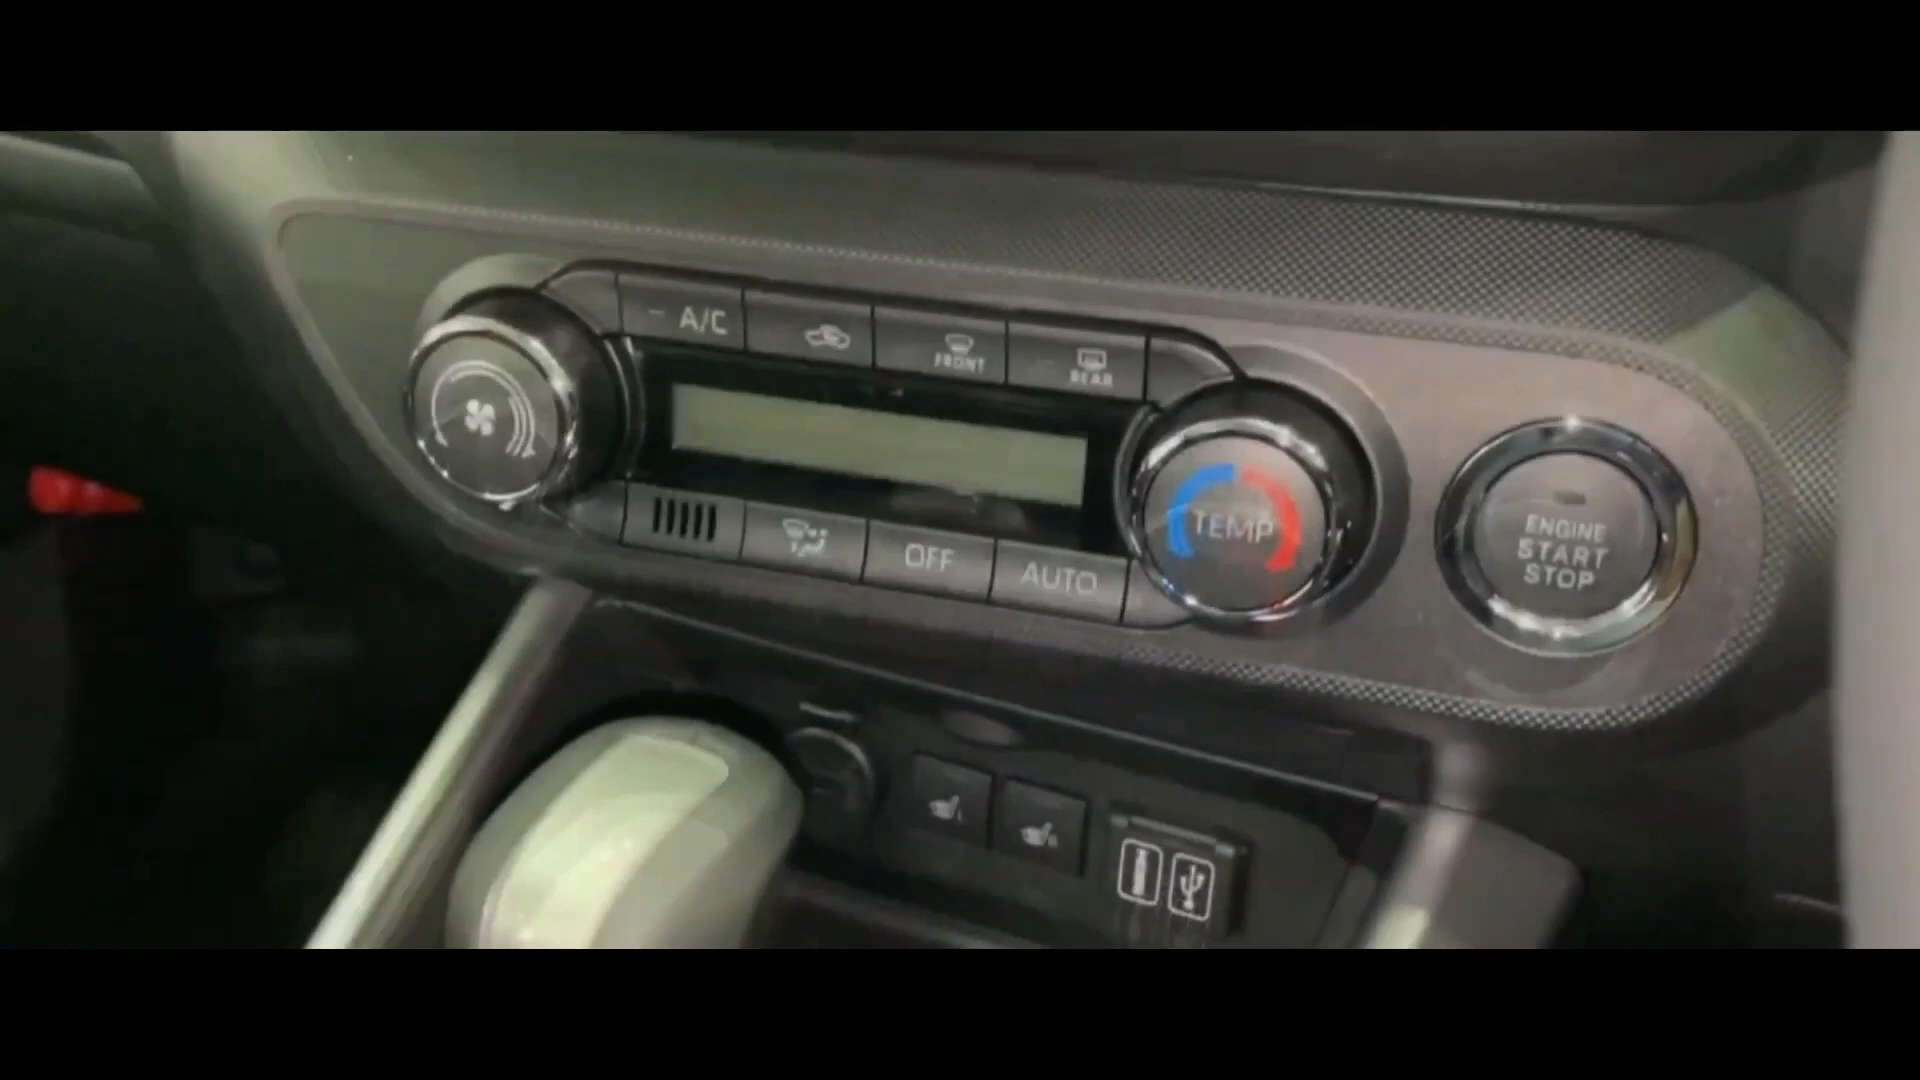 A/C
FRONT
REAR
OFF
AUTO
TEMP
ENGINE
START
STOP